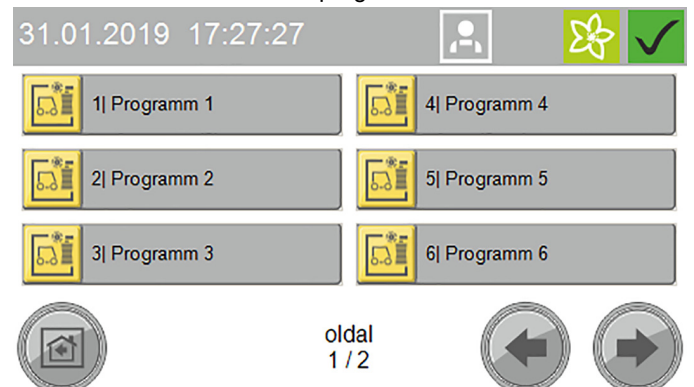 progr
31.01.2019 17:27:27
1| Programm 1
4| Programm 4
2| Programm 2
5| Programm 5
3| Programm 3
6| Programm 6
oldal
1 / 2